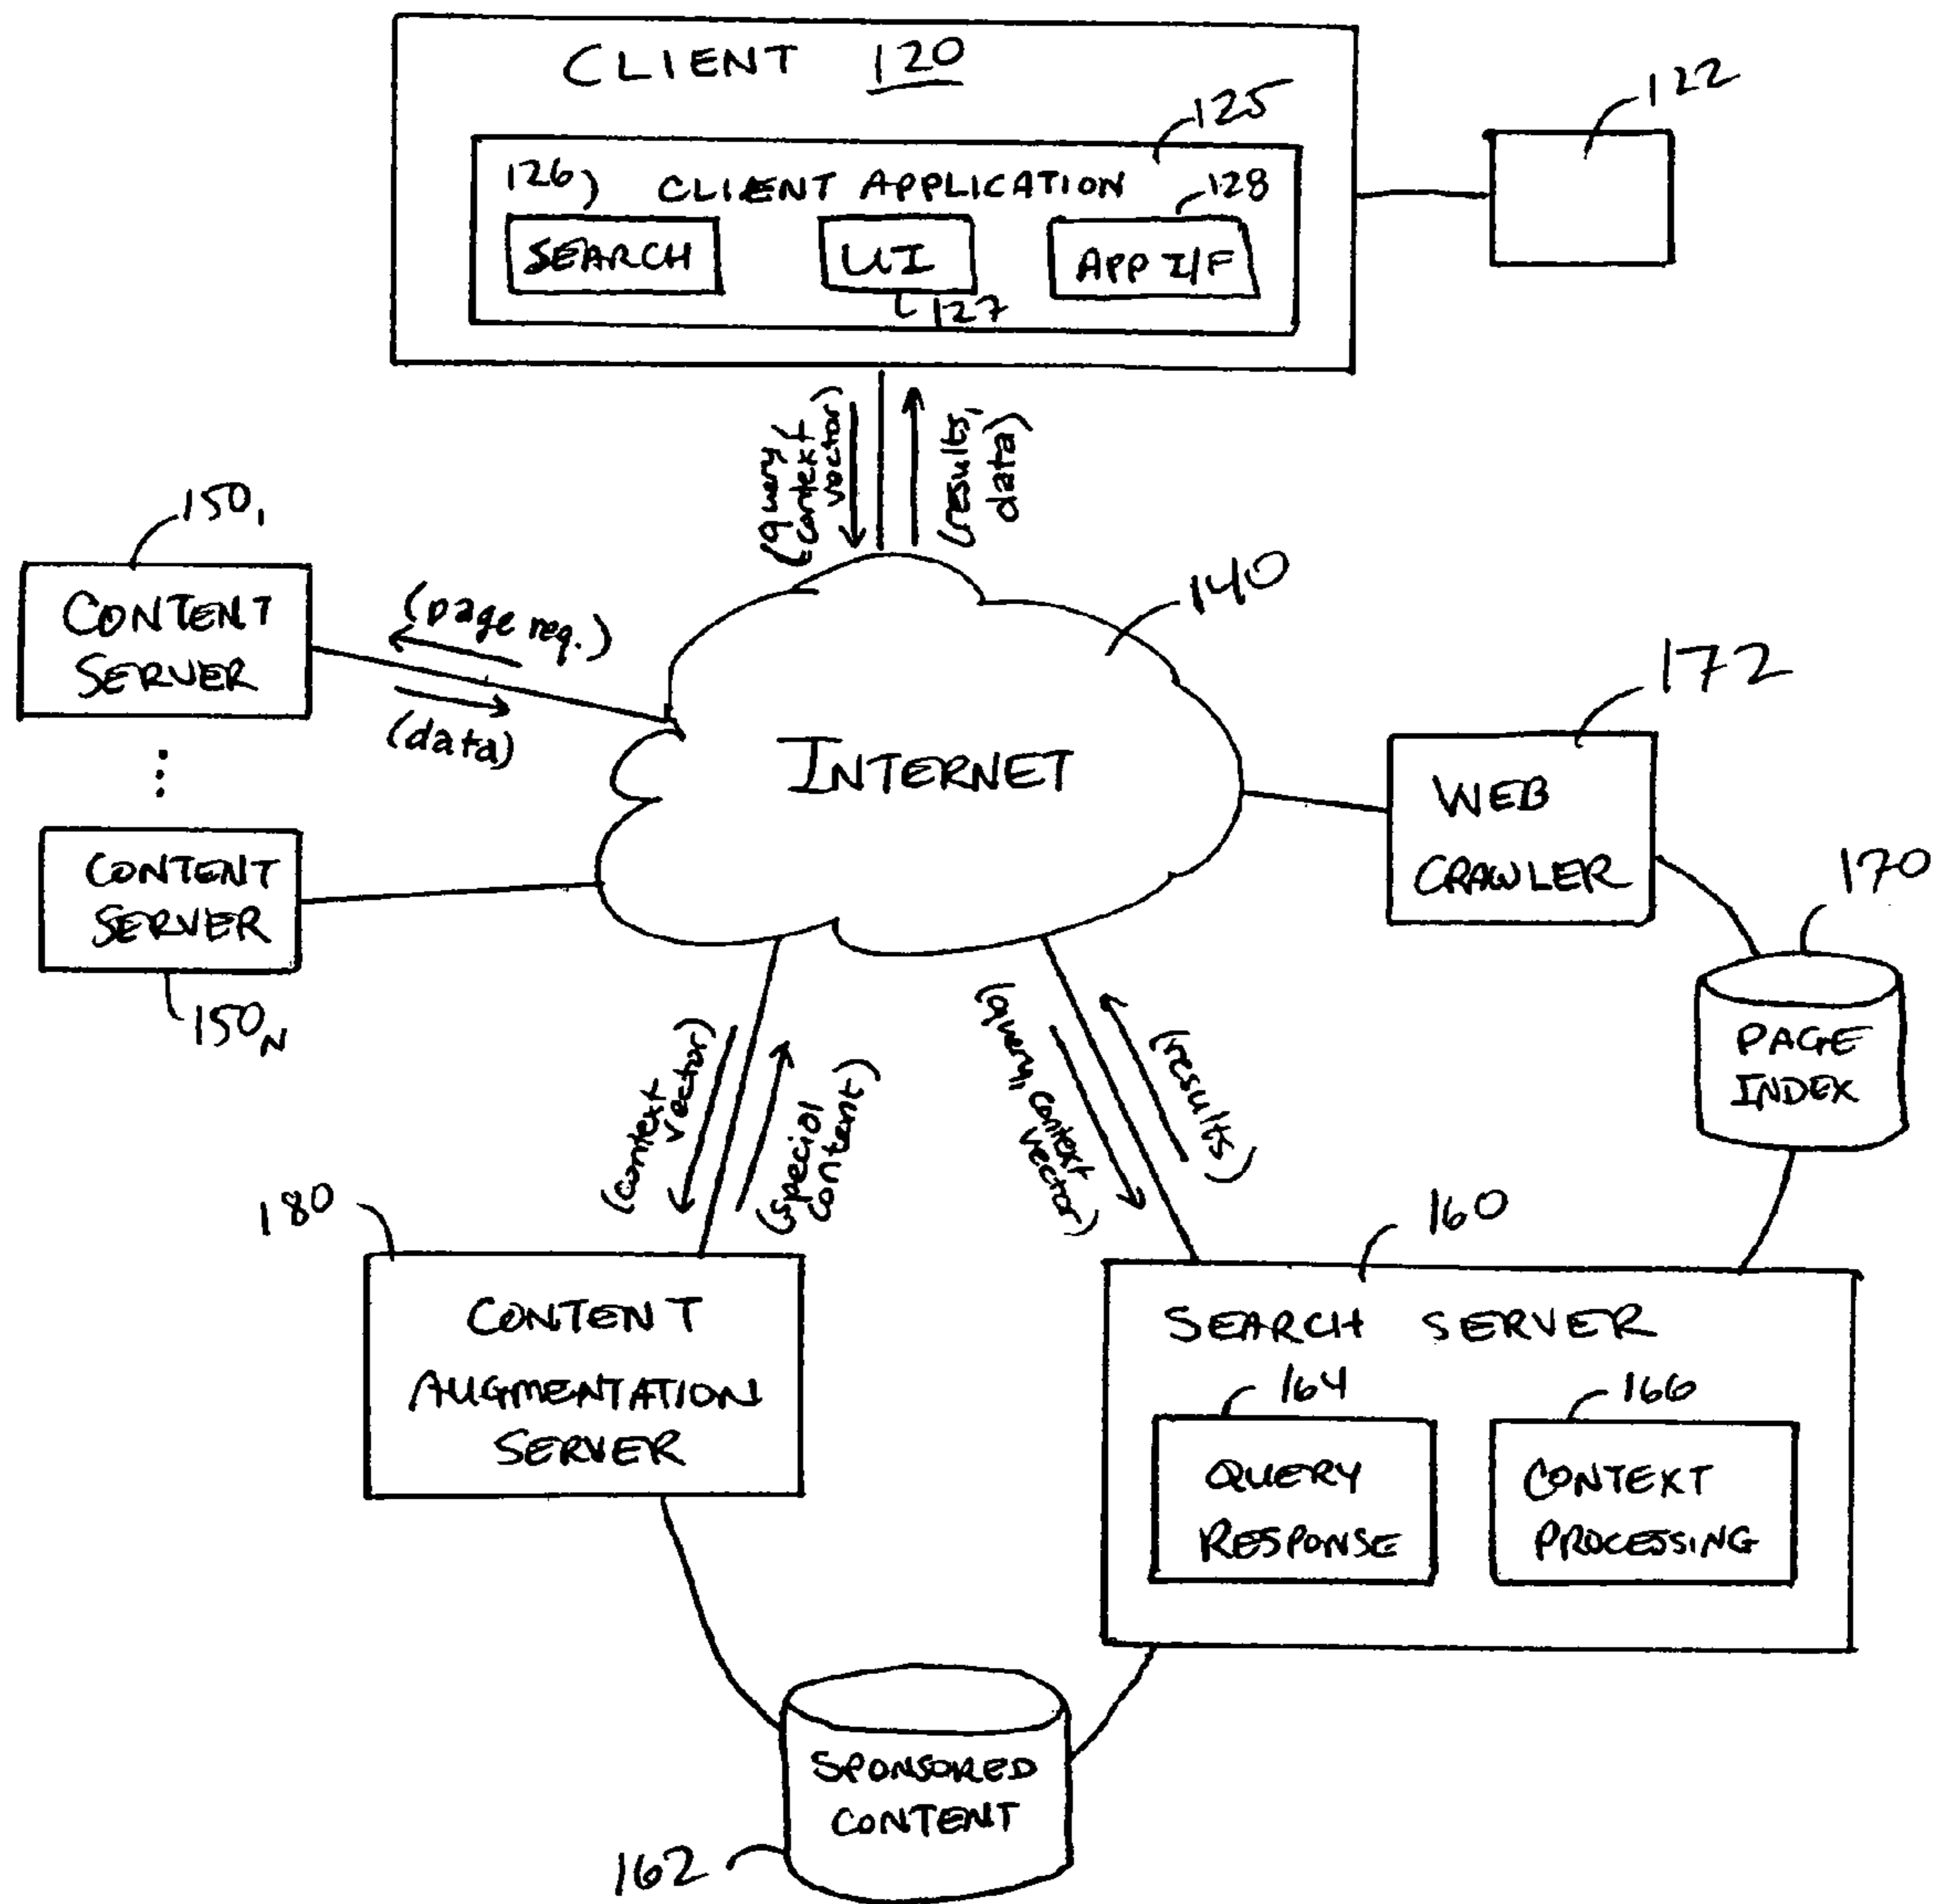 CLIENT 120
122
125
126) CLIENT APPLICATION 128
SEARCH
UI
APP I/F
127
(query,
context
vector)
(results,
data)
150₁
CONTENT
SERVER
(page req.)
(data)
140
INTERNET
172
WEB
CRAWLER
CONTENT
SERVER
150N
170
PAGE
INDEX
(context
vector)
(special
content)
(query, context
vector)
(results)
180
CONTENT
AUGMENTATION
SERVER
160
SEARCH SERVER
164
QUERY
RESPONSE
166
CONTEXT
PROCESSING
SPONSORED
CONTENT
162